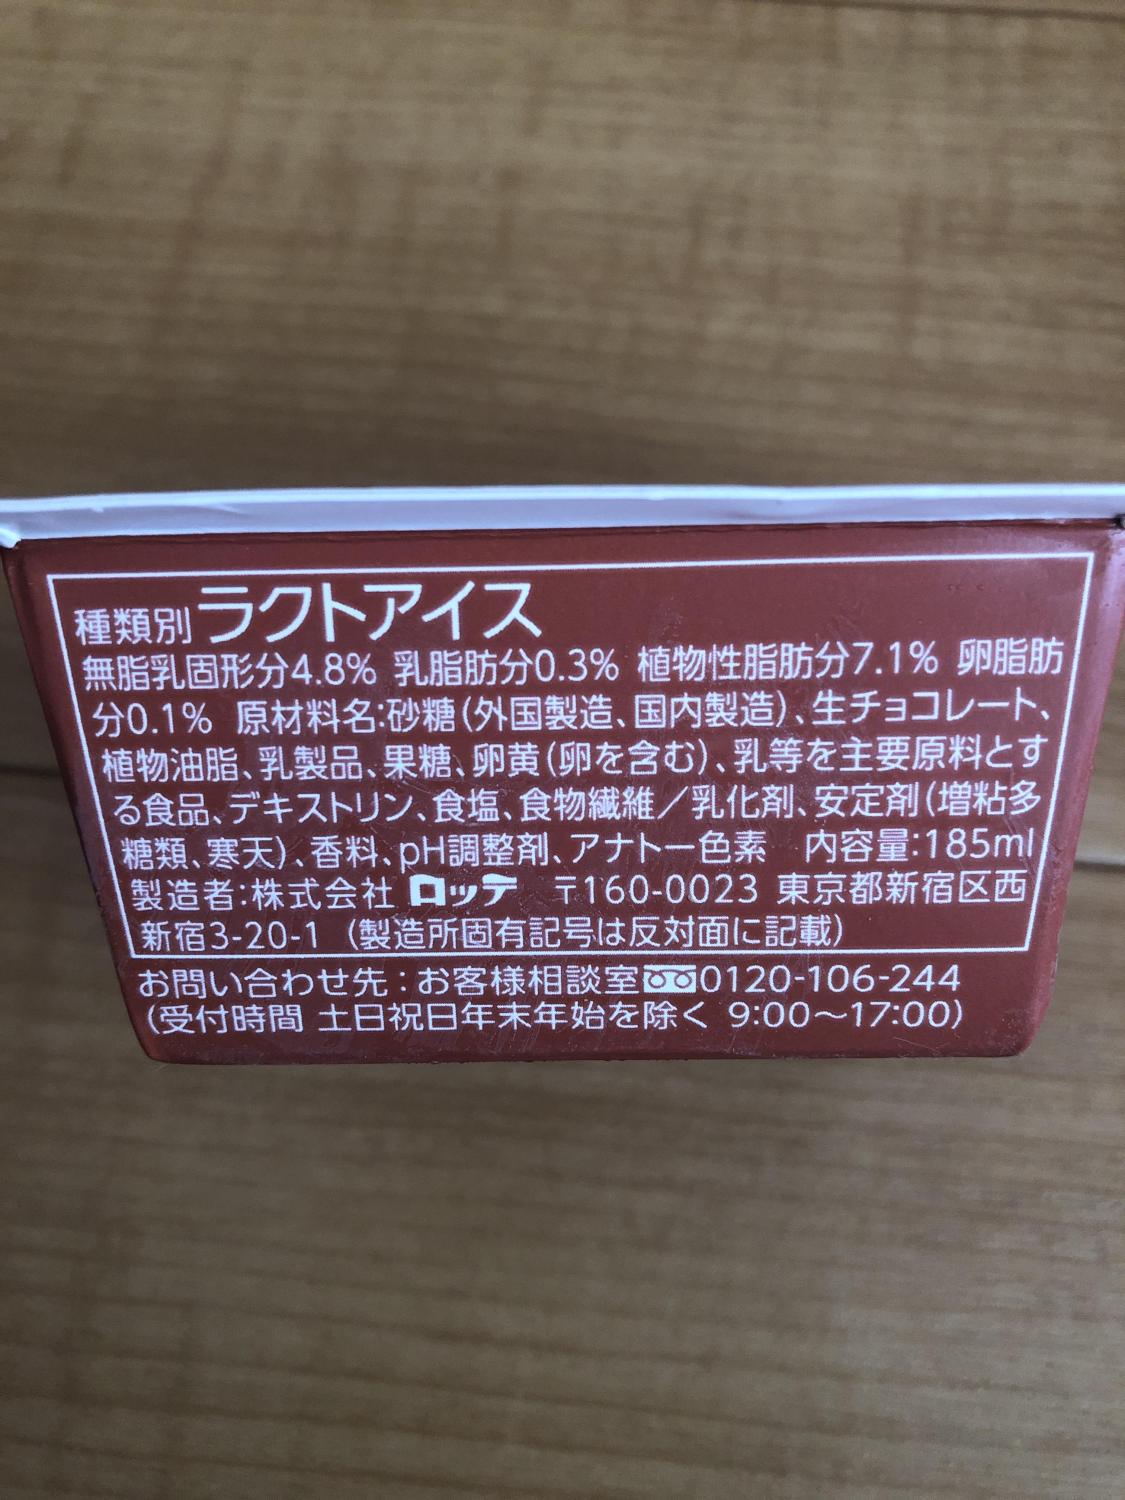 種類別 ラクトアイス
無脂乳固形分4.8% 乳脂肪分0.3% 植物性脂肪分7.1% 卵脂肪
分0.1% 原材料名:砂糖(外国製造、国内製造)、生チョコレート、
植物油脂、乳製品、果糖、卵黄(卵を含む)、乳等を主要原料とす
る食品、デキストリン、食塩、食物繊維/乳化剤、安定剤(増粘多
糖類、寒天)、香料、pH調整剤、アナトー色素 内容量:185ml
製造者:株式会社 ロッテ 〒160-0023 東京都新宿区西
新宿3-20-1 (製造所固有記号は反対面に記載)
お問い合わせ先:お客様相談室0120-106-244
(受付時間 土日祝日年末年始を除く 9:00〜17:00)